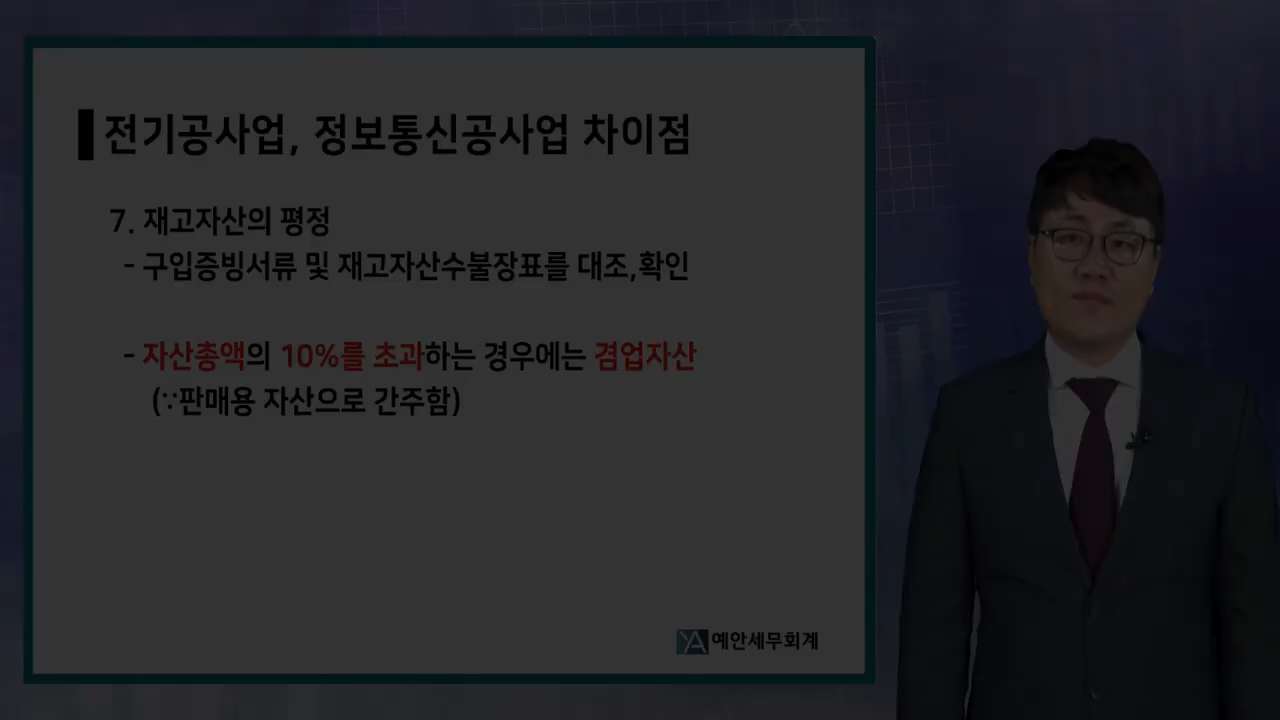 전기공사업, 정보통신공사업 차이점
7. 재고자산의 평정
- 구입증빙서류 및 재고자산수불장표를 대조,확인
- 자산총액의 10%를 초과하는 경우에는 겸업자산
(∵판매용 자산으로 간주함)
YA 예안세무회계